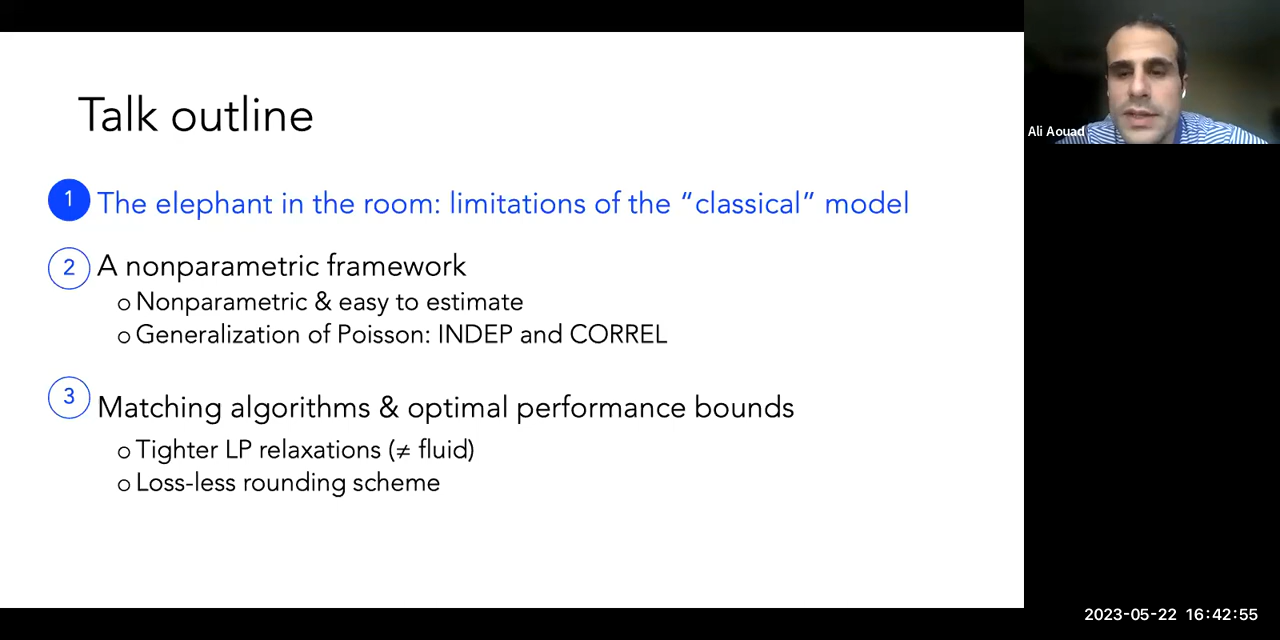 Talk outline
1 The elephant in the room: limitations of the “classical” model
2 A nonparametric framework
o Nonparametric & easy to estimate
o Generalization of Poisson: INDEP and CORREL
3 Matching algorithms & optimal performance bounds
o Tighter LP relaxations (≠ fluid)
o Loss-less rounding scheme
Ali Aouad
2023-05-22 16:42:55